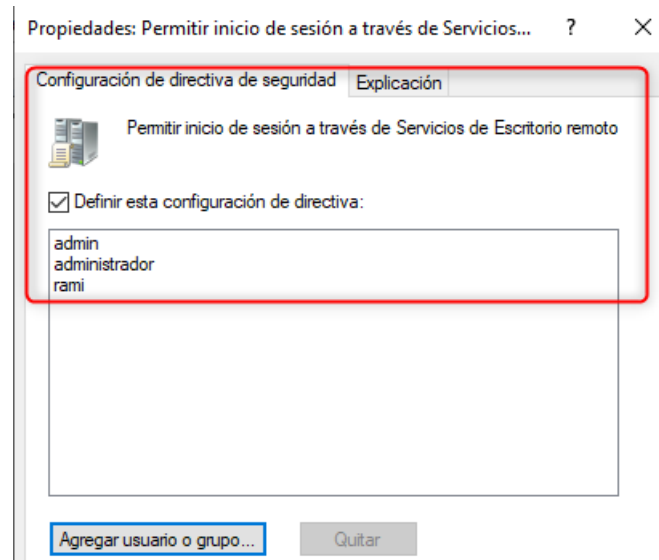 Propiedades: Permitir inicio de sesión a través de Servicios... ?
Configuración de directiva de seguridad Explicación
Permitir inicio de sesión a través de Servicios de Escritorio remoto
Definir esta configuración de directiva:
admin
administrador
rami
Agregar usuario o grupo... Quitar